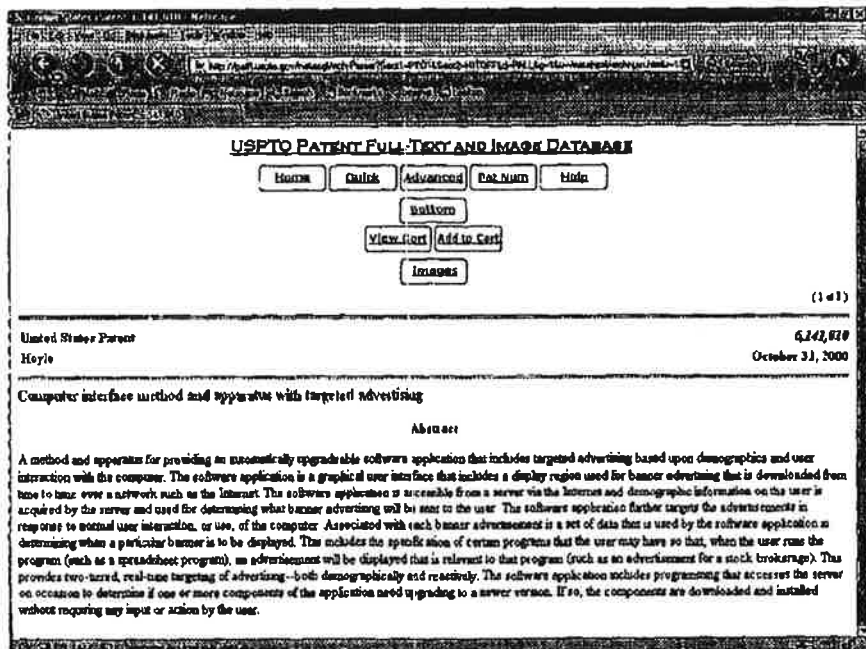 USPTO PATENT FULL-TEXT AND IMAGE DATABASE
Home Quick Advanced Pat Num Help
Bottom
View Cart Add to Cart
Images
(1 of 1)
United States Patent
Hoyle October 31, 2000
Computer interface method and apparatus with targeted advertising
Abstract
A method and apparatus for providing an automatically upgradeable software application that includes targeted advertising based upon demographics and user
interaction with the computer. The software application is a graphical user interface that includes a display region used for banner advertising that is downloaded from
time to time over a network such as the Internet. The software application is accessible from a server via the Internet and demographic information on the user is
acquired by the server and used for determining what banner advertising will be sent to the user. The software application further targets the advertisements in
response to normal user interaction, or use, of the computer. Associated with each banner advertisement is a set of data that is used by the software application in
determining when a particular banner is to be displayed. This includes the specification of certain programs that the user may have so that, when the user runs the
program (such as a spreadsheet program), an advertisement will be displayed that is relevant to that program (such as an advertisement for a stock brokerage). This
provides two-tiered, real-time targeting of advertising--both demographically and reactively. The software application includes programming that accesses the server
on occasion to determine if one or more components of the application need upgrading to a newer version. If so, the components are downloaded and installed
without requiring any input or action by the user.